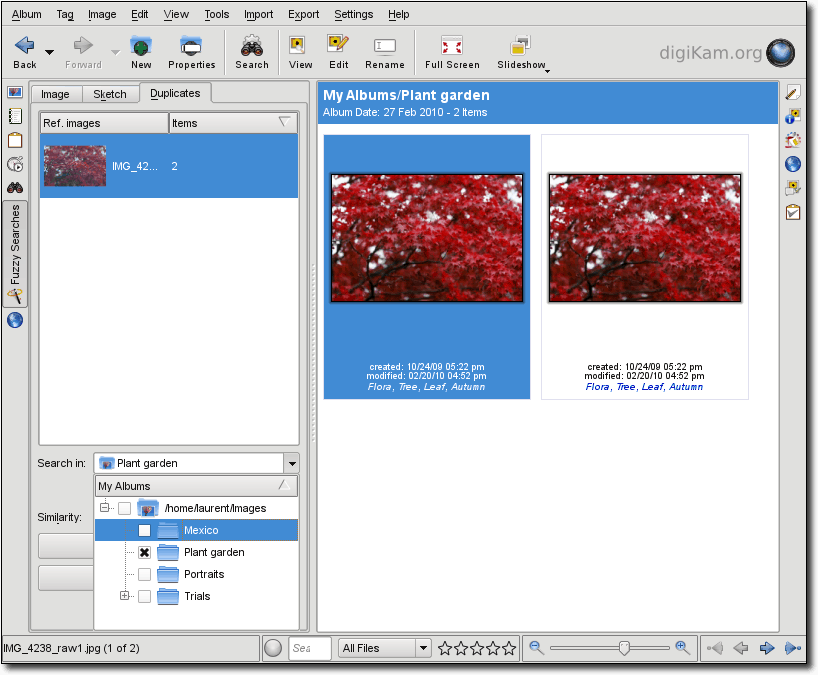 Album Tag Image Edit View Tools Import Export Settings Help
Back Forward New Properties Search View Edit Rename Full Screen Slideshow
digiKam.org
Image Sketch Duplicates
Ref. images Items
IMG_42... 2
Fuzzy Searches
My Albums/Plant garden
Album Date: 27 Feb 2010 - 2 Items
created: 10/24/09 05:22 pm
modified: 02/20/10 04:52 pm
Flora, Tree, Leaf, Autumn
created: 10/24/09 05:22 pm
modified: 02/20/10 04:52 pm
Flora, Tree, Leaf, Autumn
Search in: Plant garden
My Albums
/home/laurent/Images
Similarity:
Mexico
Plant garden
Portraits
Trials
IMG_4238_raw1.jpg (1 of 2)
Sea
All Files